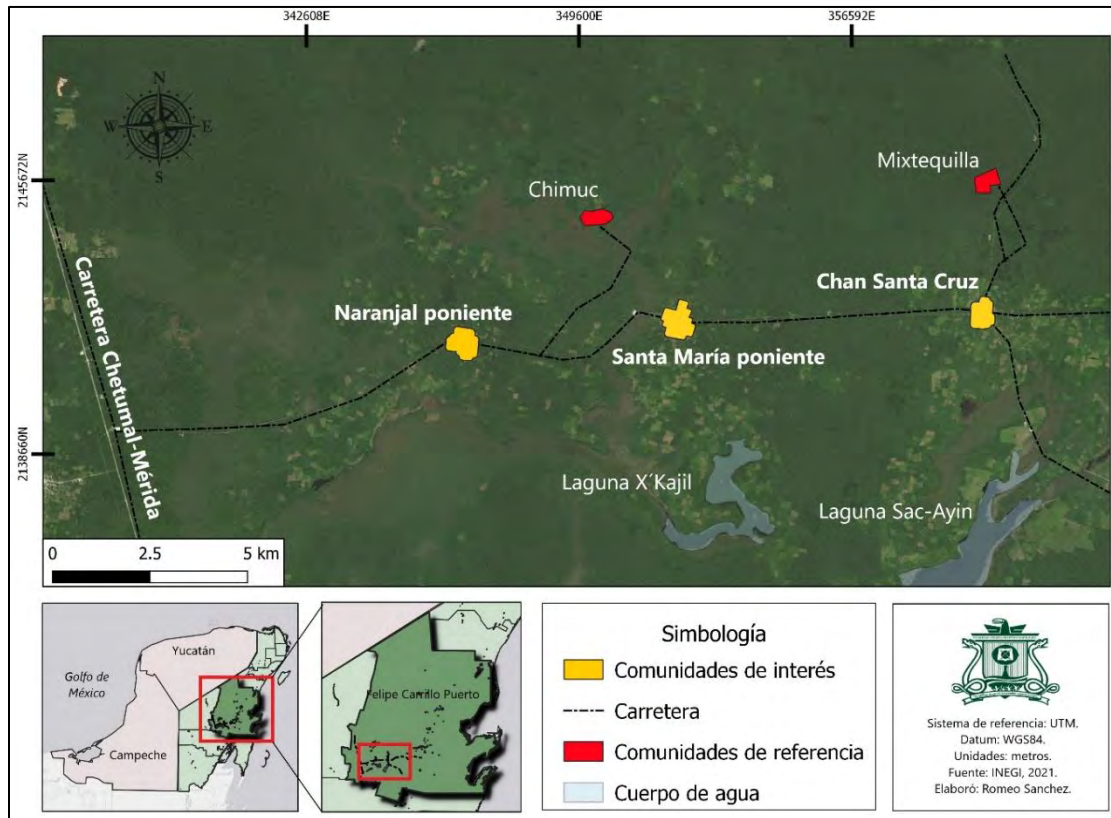 342608E
349600E
356592E
2145672N
2138660N
N
W
E
S
Chimuc
Mixtequilla
Carretera Chetumal-Mérida
Naranjal poniente
Chan Santa Cruz
Santa María poniente
Laguna X´Kajil
Laguna Sac-Ayin
0
2.5
5 km
Yucatán
Golfo de
México
Campeche
Felipe Carrillo Puerto
Simbología
Comunidades de interés
Carretera
Comunidades de referencia
Cuerpo de agua
Sistema de referencia: UTM.
Datum: WGS84.
Unidades: metros.
Fuente: INEGI, 2021.
Elaboró: Romeo Sanchez.